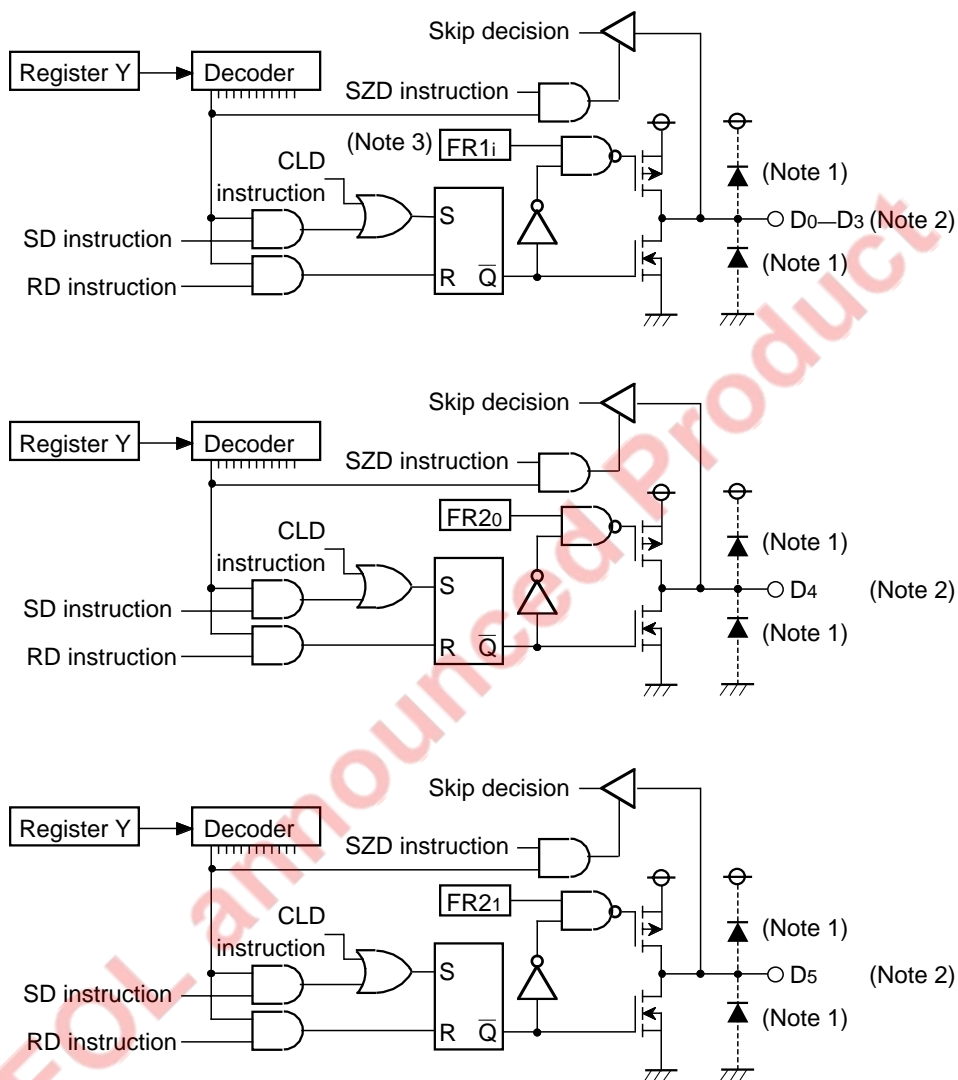 Skip decision
Register Y
Decoder
SZD instruction
(Note 3)
FR1i
CLD
instruction
(Note 1)
S
D0—D3 (Note 2)
SD instruction
(Note 1)
R
Q
RD instruction
Skip decision
Register Y
Decoder
SZD instruction
FR20
CLD
instruction
(Note 1)
S
D4
(Note 2)
SD instruction
(Note 1)
R
Q
RD instruction
Skip decision
Register Y
Decoder
SZD instruction
FR21
CLD
instruction
(Note 1)
S
D5
(Note 2)
SD instruction
(Note 1)
R
Q
RD instruction
EOL announced Product